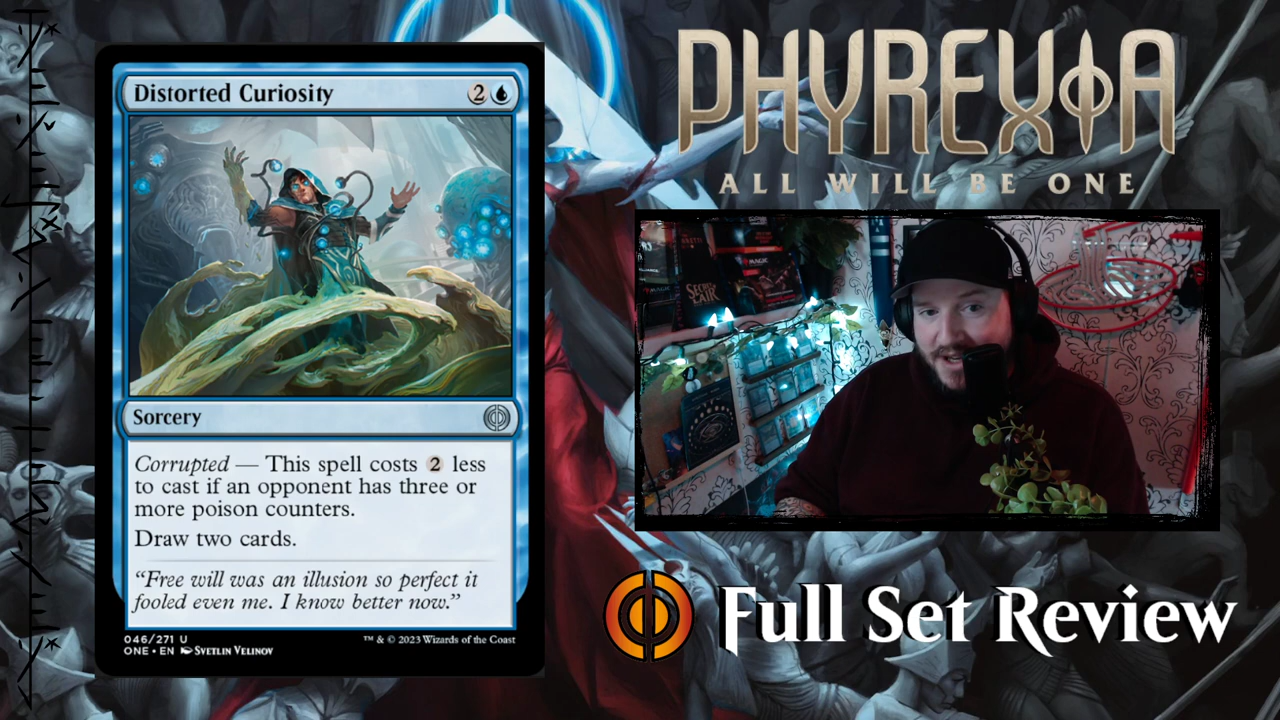 Distorted Curiosity 2
Sorcery
Corrupted — This spell costs 2 less
to cast if an opponent has three or
more poison counters.
Draw two cards.
“Free will was an illusion so perfect it
fooled even me. I know better now.”
046/271 U
ONE • EN Svetlin Velinov
™ & © 2023 Wizards of the Coast
PHYREXIA
ALL WILL BE ONE
SECRET
LAIR
MAGIC
Full Set Review